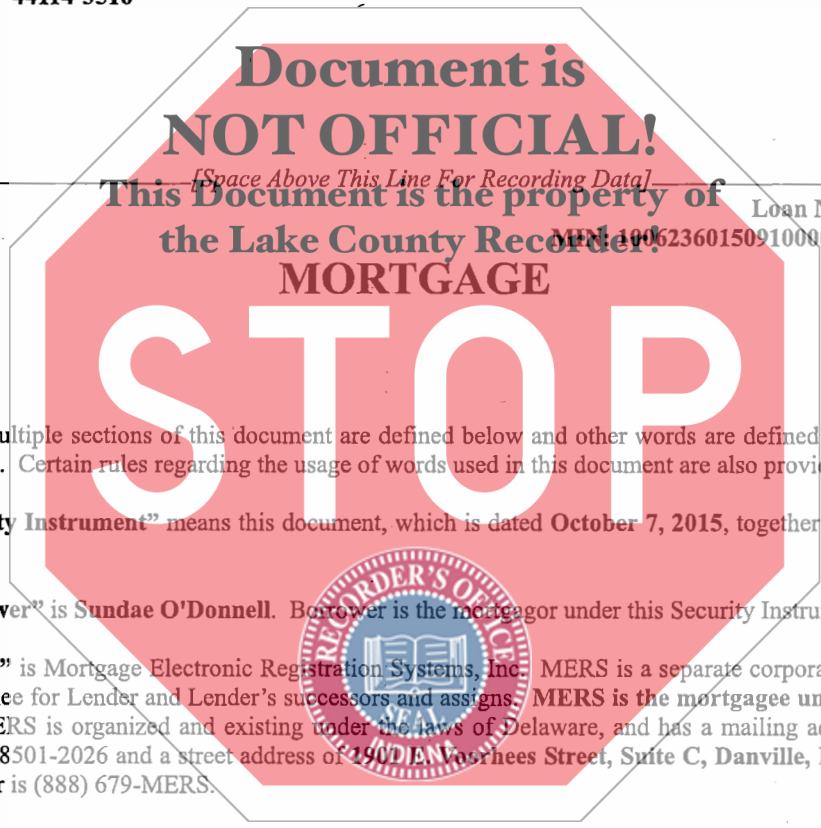 44114-3310
Document is
NOT OFFICIAL!
[Space Above This Line For Recording Data]
This Document is the property of
Loan N
the Lake County Recorder!
MIN: 1006236015091000
MORTGAGE
STOP
ultiple sections of this document are defined below and other words are defined
. Certain rules regarding the usage of words used in this document are also provi
ty Instrument” means this document, which is dated October 7, 2015, together
wer” is Sundae O'Donnell. Borrower is the mortgagor under this Security Instru
RECORDER'S OFFICE
SEAL
INDIANA
” is Mortgage Electronic Registration Systems, Inc. MERS is a separate corpora
ee for Lender and Lender’s successors and assigns. MERS is the mortgagee un
ERS is organized and existing under the laws of Delaware, and has a mailing a
8501-2026 and a street address of 1901 E. Voorhees Street, Suite C, Danville,
r is (888) 679-MERS.